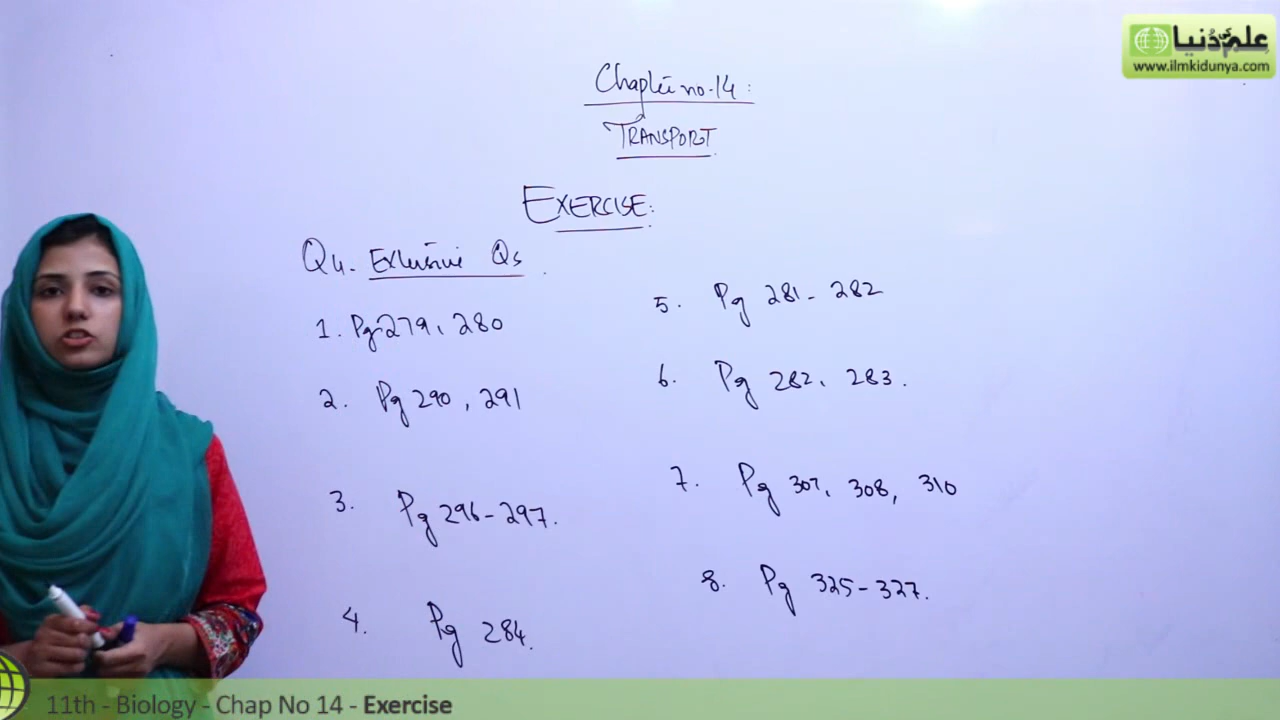 علم کی دُنیا
www.ilmkidunya.com
Chapter no.14:
TRANSPORT
EXERCISE:
Q4. Extensive Qs.
1. Pg 279, 280
2. Pg 290, 291
3. Pg 296-297.
4. Pg 284.
5. Pg 281-282
6. Pg 282, 283.
7. Pg 307, 308, 310
8. Pg 325-327.
11th - Biology - Chap No 14 - Exercise